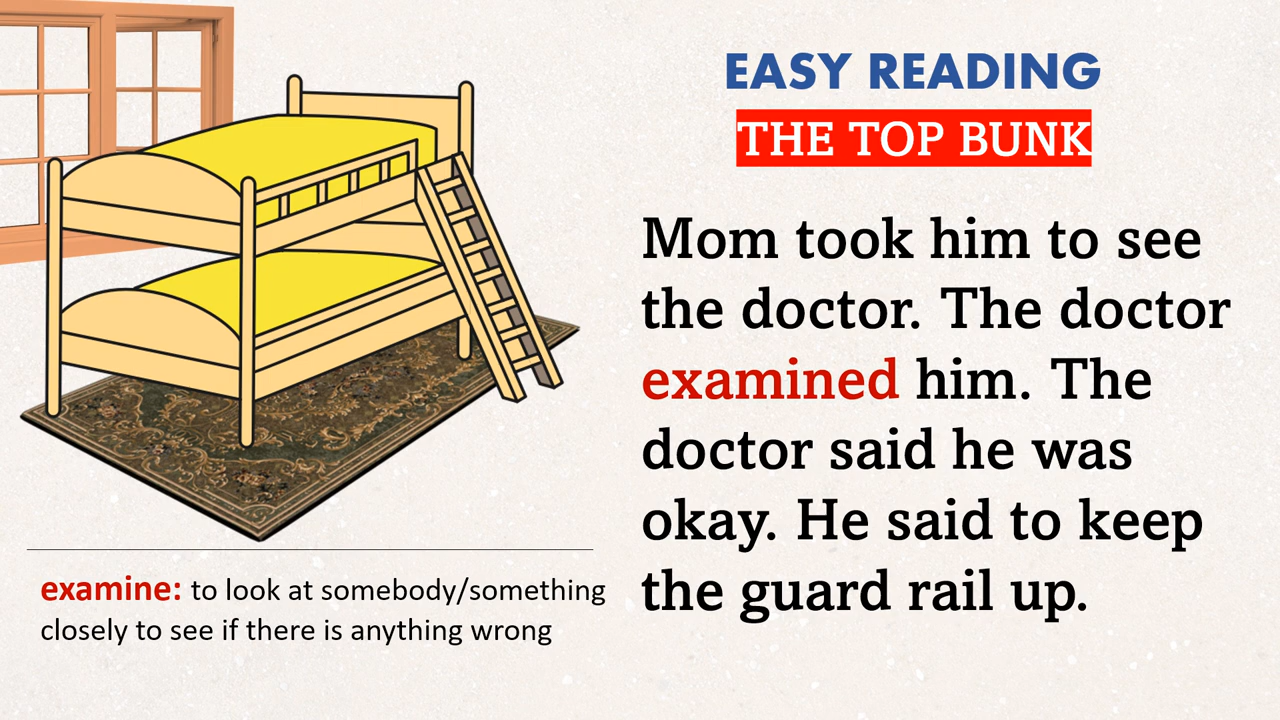 EASY READING
THE TOP BUNK
Mom took him to see
the doctor. The doctor
examined him. The
doctor said he was
okay. He said to keep
the guard rail up.
examine: to look at somebody/something
closely to see if there is anything wrong